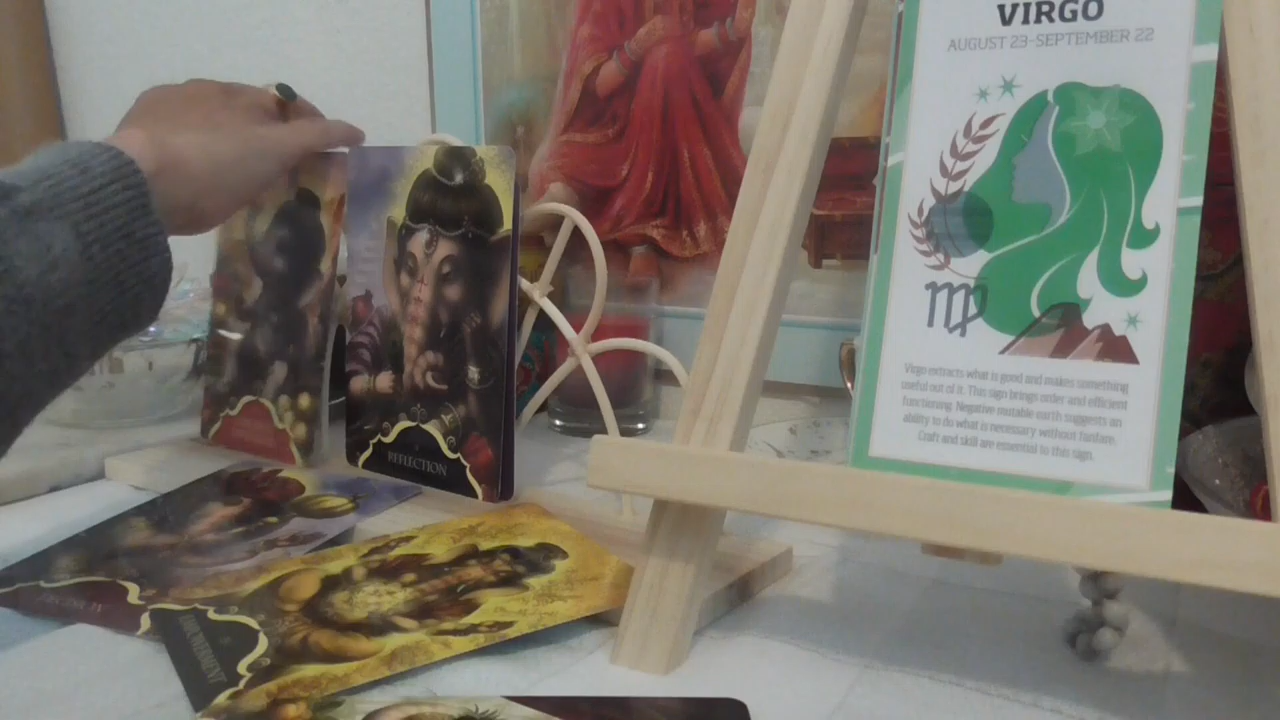 VIRGO
AUGUST 23-SEPTEMBER 22
Virgo extracts what is good and makes something
useful out of it. This sign brings order and efficient
functioning. Negative mutable earth suggests an
ability to do what is necessary without fanfare.
Craft and skill are essential to this sign.
REFLECTION
EMPOWERMENT